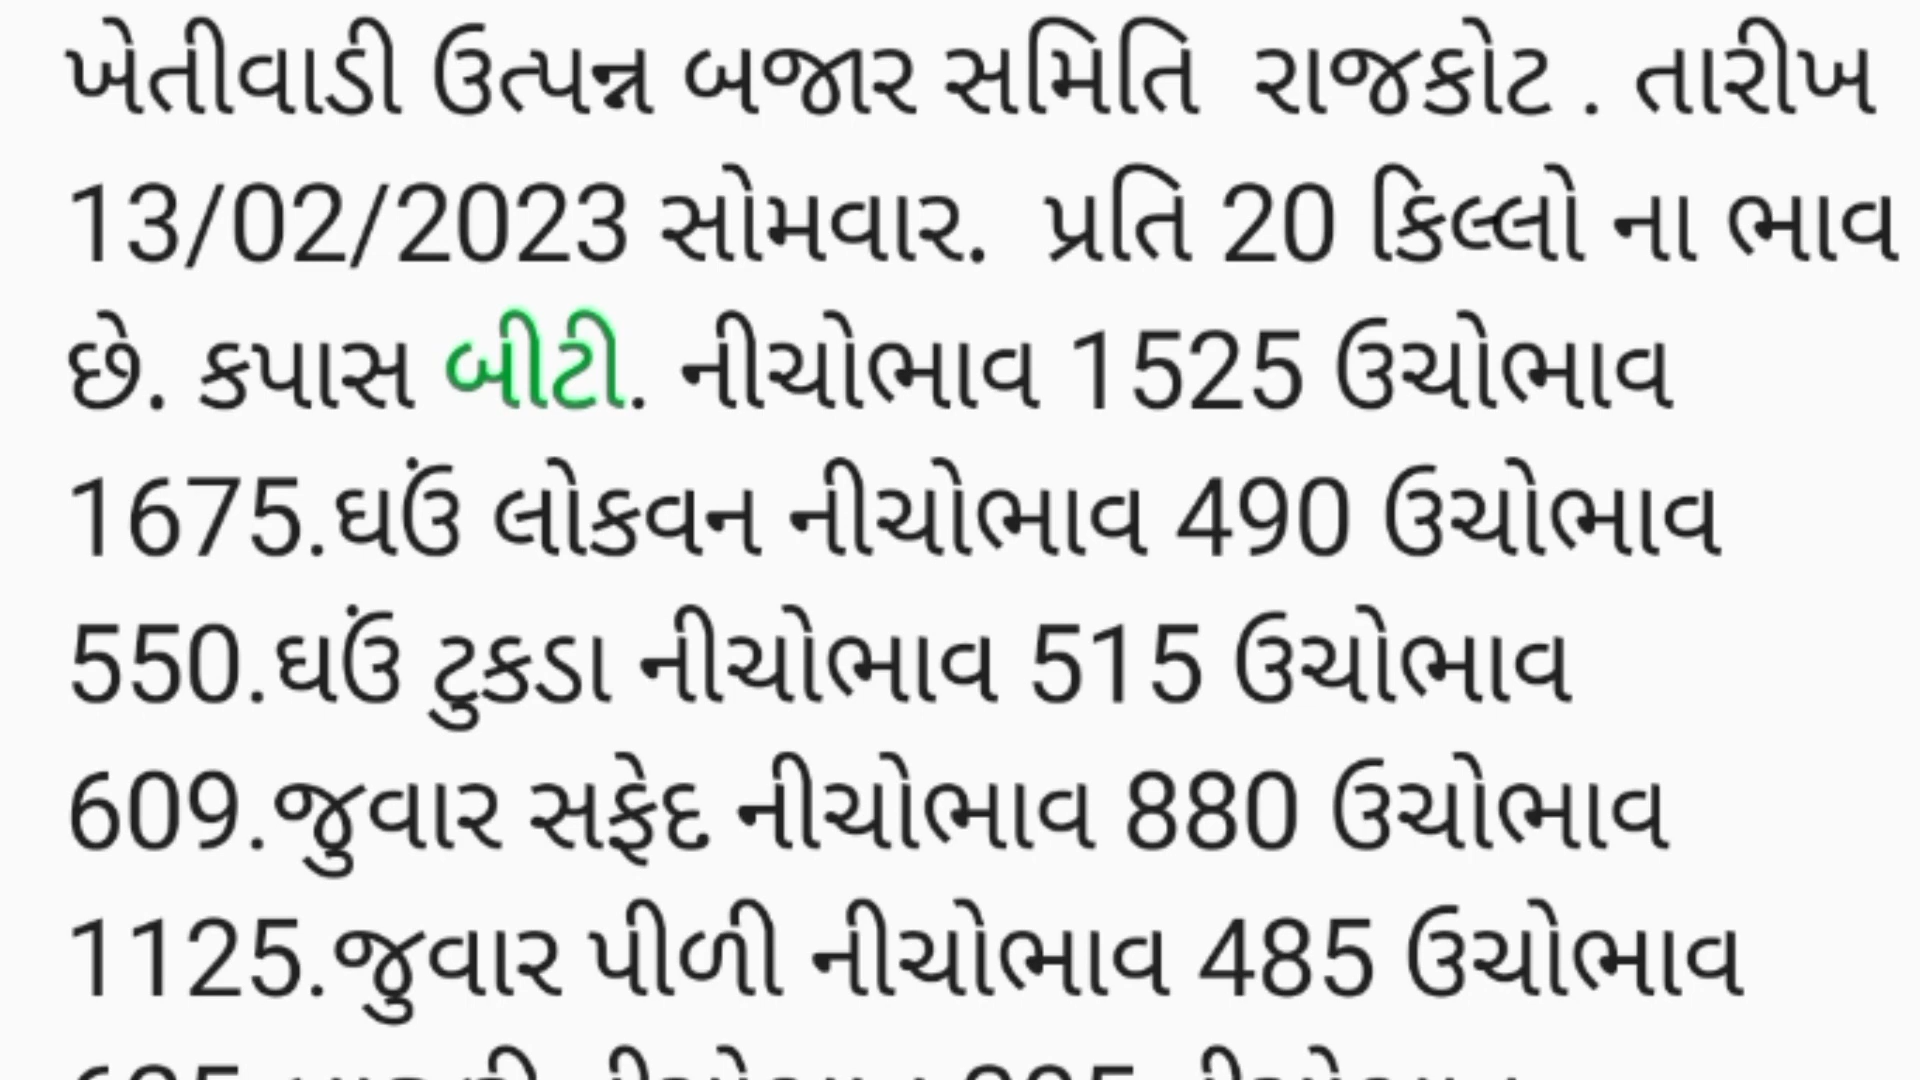 ખેતીવાડી ઉત્પન્ન બજાર સમિતિ રાજકોટ . તારીખ
13/02/2023 સોમવાર. પ્રતિ 20 કિલ્લો ના ભાવ
છે. કપાસ બીટી. નીચોભાવ 1525 ઉચોભાવ
1675.ઘઉં લોકવન નીચોભાવ 490 ઉચોભાવ
550.ઘઉં ટુકડા નીચોભાવ 515 ઉચોભાવ
609.જુવાર સફેદ નીચોભાવ 880 ઉચોભાવ
1125.જુવાર પીળી નીચોભાવ 485 ઉચોભાવ